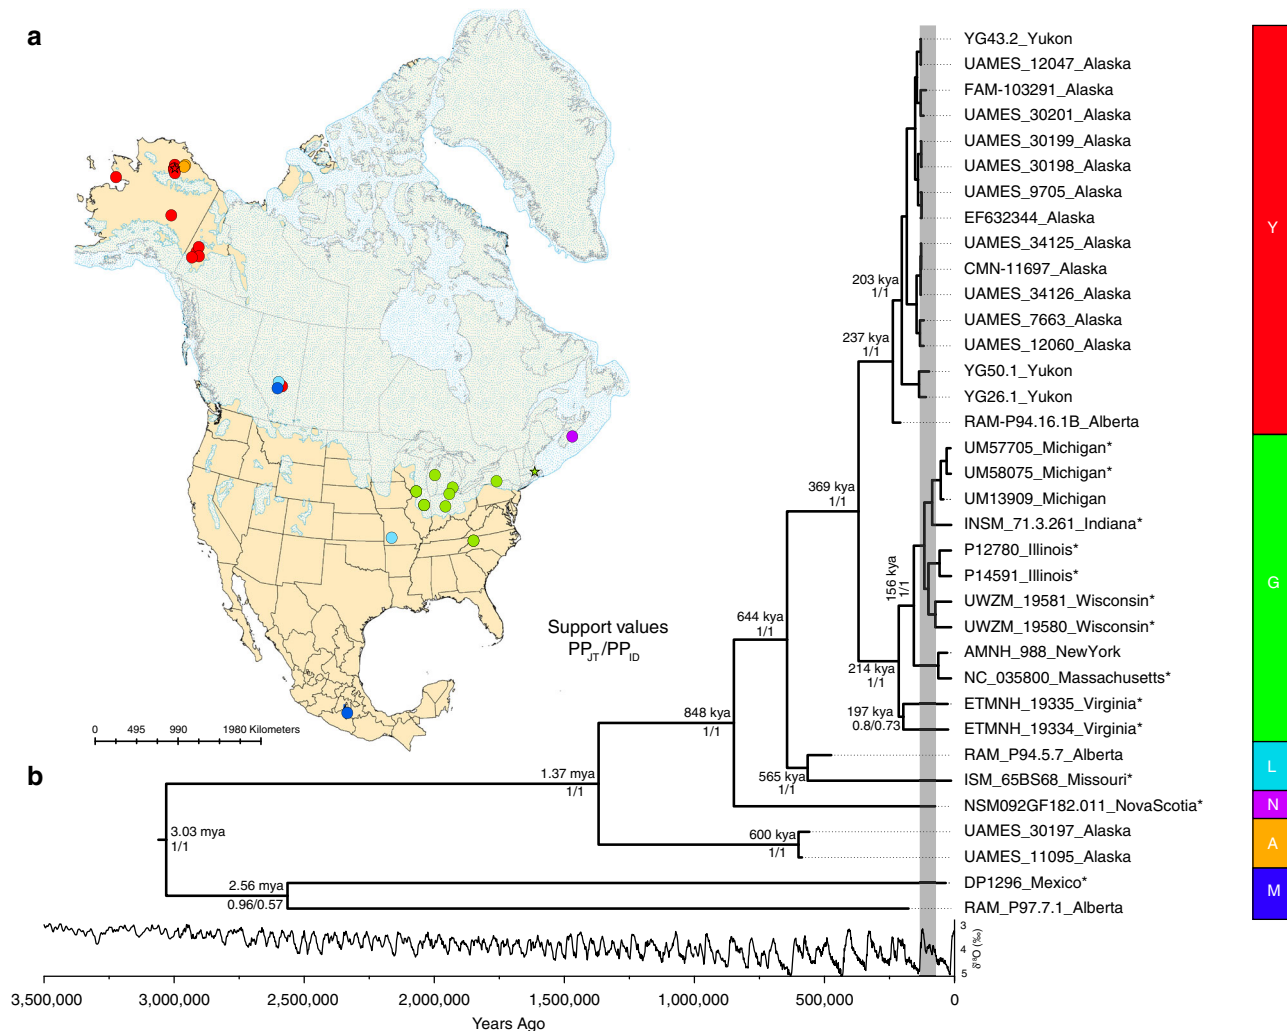 a
YG43.2_Yukon
UAMES_12047_Alaska
FAM-103291_Alaska
UAMES_30201_Alaska
UAMES_30199_Alaska
UAMES_30198_Alaska
UAMES_9705_Alaska
EF632344_Alaska
UAMES_34125_Alaska
CMN-11697_Alaska
UAMES_34126_Alaska
UAMES_7663_Alaska
UAMES_12060_Alaska
YG50.1_Yukon
YG26.1_Yukon
RAM-P94.16.1B_Alberta
UM57705_Michigan*
UM58075_Michigan*
UM13909_Michigan
INSM_71.3.261_Indiana*
P12780_Illinois*
P14591_Illinois*
UWZM_19581_Wisconsin*
UWZM_19580_Wisconsin*
AMNH_988_NewYork
NC_035800_Massachusetts*
ETMNH_19335_Virginia*
ETMNH_19334_Virginia*
RAM_P94.5.7_Alberta
ISM_65BS68_Missouri*
NSM092GF182.011_NovaScotia*
UAMES_30197_Alaska
UAMES_11095_Alaska
DP1296_Mexico*
RAM_P97.7.1_Alberta
Y
G
L
N
A
M
203 kya
1/1
237 kya
1/1
369 kya
1/1
156 kya
1/1
644 kya
1/1
214 kya
1/1
197 kya
0.8/0.73
848 kya
1/1
565 kya
1/1
1.37 mya
1/1
600 kya
1/1
3.03 mya
1/1
2.56 mya
0.96/0.57
Support values
PP_JT/PP_ID
0 495 990 1980 Kilometers
b
3
4
5
δ¹⁸O (‰)
3,500,000 3,000,000 2,500,000 2,000,000 1,500,000 1,000,000 500,000 0
Years Ago